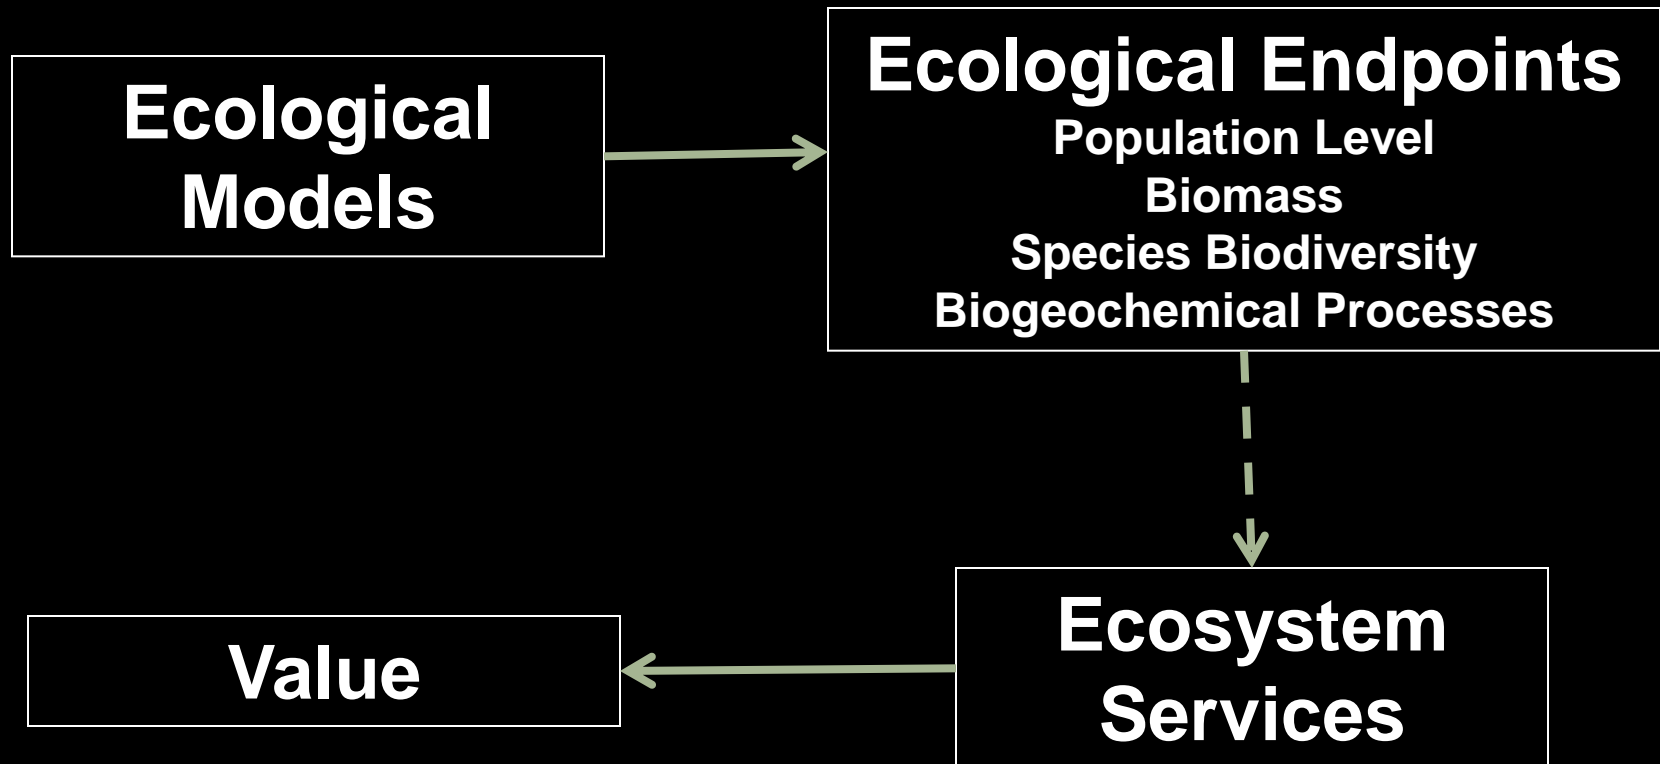 Ecological
Models
Ecological Endpoints
Population Level
Biomass
Species Biodiversity
Biogeochemical Processes
Ecosystem
Services
Value